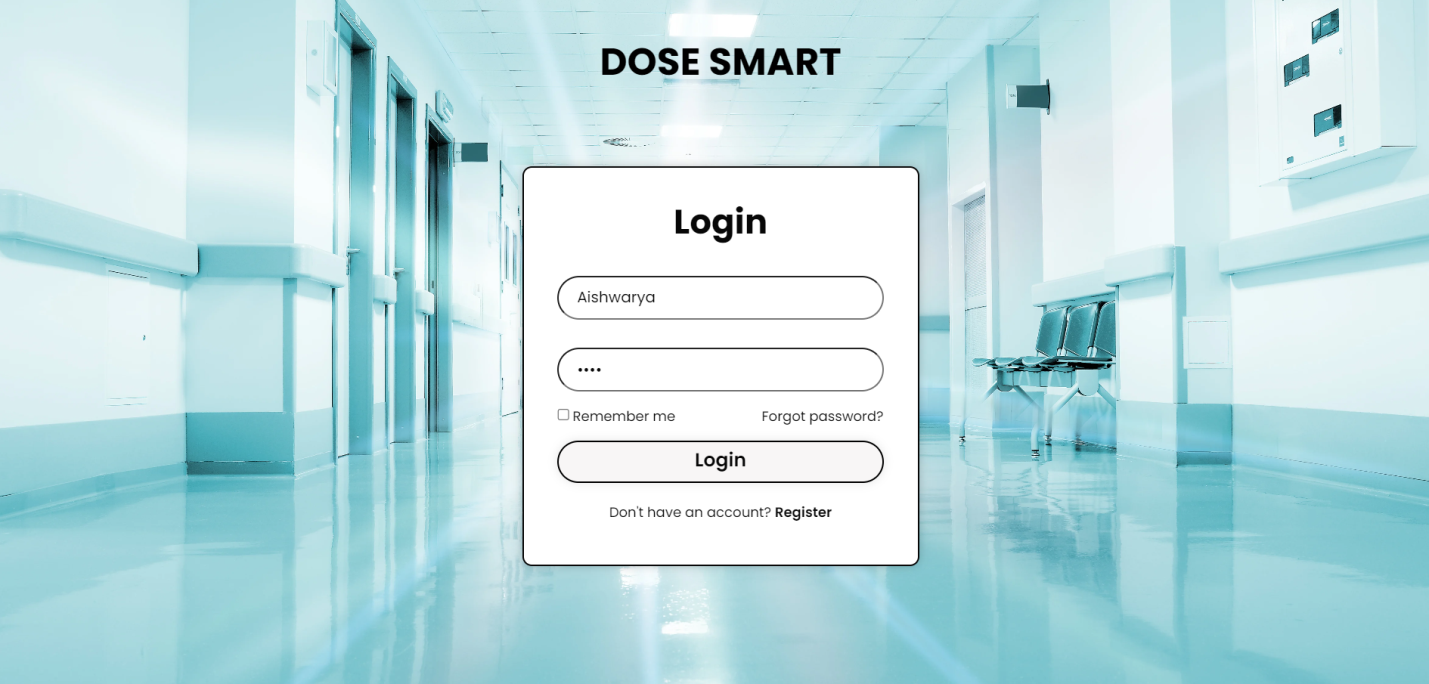 DOSE SMART
Login
Aishwarya
••••
Remember me Forgot password?
Login
Don't have an account? Register